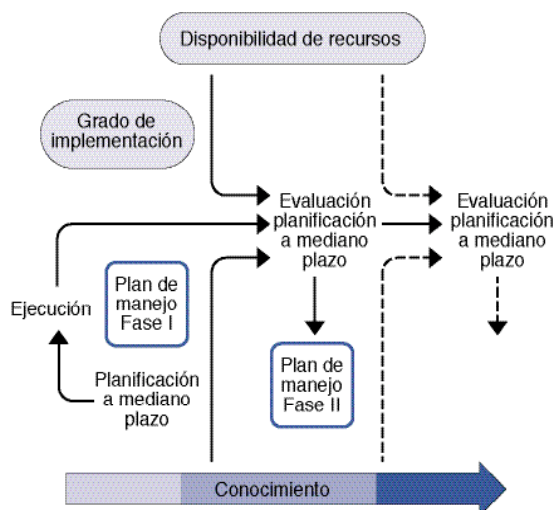 Disponibilidad de recursos
Grado de
implementación
Evaluación
planificación
a mediano
plazo
Evaluación
planificación
a mediano
plazo
Plan de
manejo
Fase I
Ejecución
Planificación
a mediano
plazo
Plan de
manejo
Fase II
Conocimiento